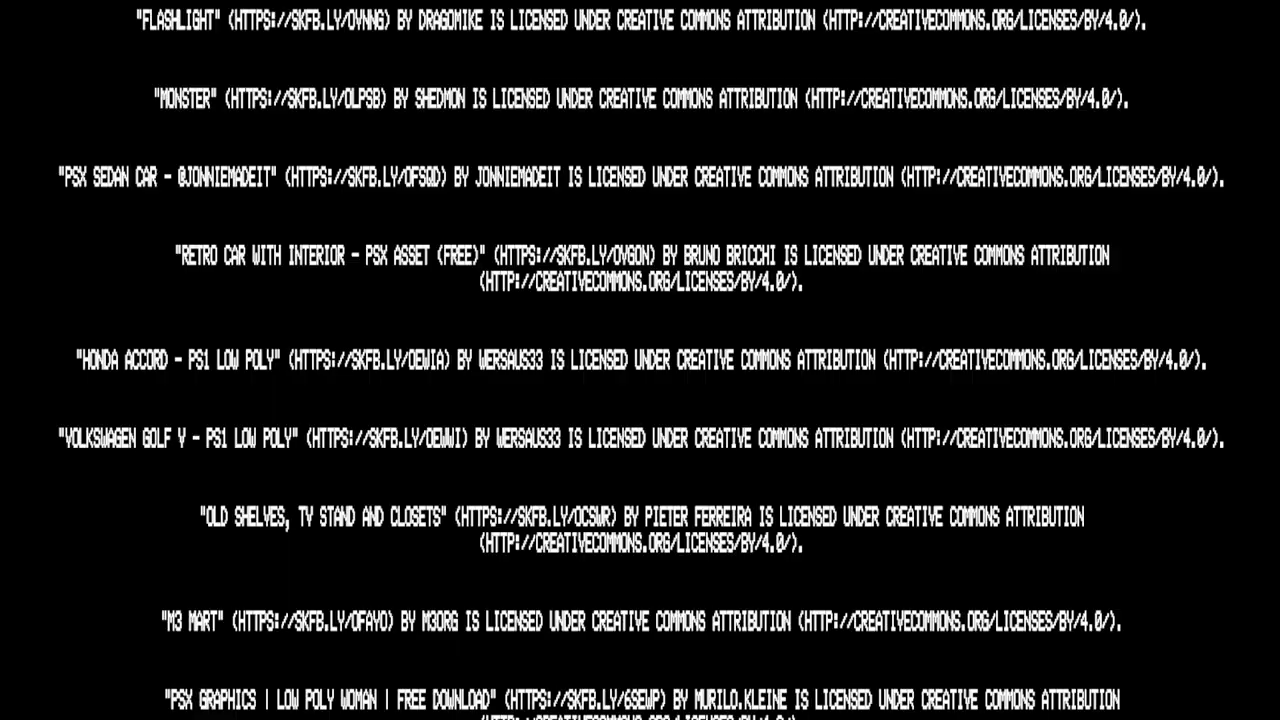 "FLASHLIGHT" (HTTPS://SKFB.LY/OVNNG) BY DRAGOMIKE IS LICENSED UNDER CREATIVE COMMONS ATTRIBUTION (HTTP://CREATIVECOMMONS.ORG/LICENSES/BY/4.0/).
"MONSTER" (HTTPS://SKFB.LY/OLPSB) BY SHEDMON IS LICENSED UNDER CREATIVE COMMONS ATTRIBUTION (HTTP://CREATIVECOMMONS.ORG/LICENSES/BY/4.0/).
"PSX SEDAN CAR - @JONNIEMADEIT" (HTTPS://SKFB.LY/OFSQD) BY JONNIEMADEIT IS LICENSED UNDER CREATIVE COMMONS ATTRIBUTION (HTTP://CREATIVECOMMONS.ORG/LICENSES/BY/4.0/).
"RETRO CAR WITH INTERIOR - PSX ASSET (FREE)" (HTTPS://SKFB.LY/OVGON) BY BRUNO BRICCHI IS LICENSED UNDER CREATIVE COMMONS ATTRIBUTION
(HTTP://CREATIVECOMMONS.ORG/LICENSES/BY/4.0/).
"HONDA ACCORD - PS1 LOW POLY" (HTTPS://SKFB.LY/OEWIA) BY WERSAUS33 IS LICENSED UNDER CREATIVE COMMONS ATTRIBUTION (HTTP://CREATIVECOMMONS.ORG/LICENSES/BY/4.0/).
"VOLKSWAGEN GOLF V - PS1 LOW POLY" (HTTPS://SKFB.LY/OEWWI) BY WERSAUS33 IS LICENSED UNDER CREATIVE COMMONS ATTRIBUTION (HTTP://CREATIVECOMMONS.ORG/LICENSES/BY/4.0/).
"OLD SHELVES, TV STAND AND CLOSETS" (HTTPS://SKFB.LY/OCSWR) BY PIETER FERREIRA IS LICENSED UNDER CREATIVE COMMONS ATTRIBUTION
(HTTP://CREATIVECOMMONS.ORG/LICENSES/BY/4.0/).
"M3 MART" (HTTPS://SKFB.LY/OFAYO) BY M3ORG IS LICENSED UNDER CREATIVE COMMONS ATTRIBUTION (HTTP://CREATIVECOMMONS.ORG/LICENSES/BY/4.0/).
"PSX GRAPHICS | LOW POLY WOMAN | FREE DOWNLOAD" (HTTPS://SKFB.LY/6SEWP) BY MURILO.KLEINE IS LICENSED UNDER CREATIVE COMMONS ATTRIBUTION